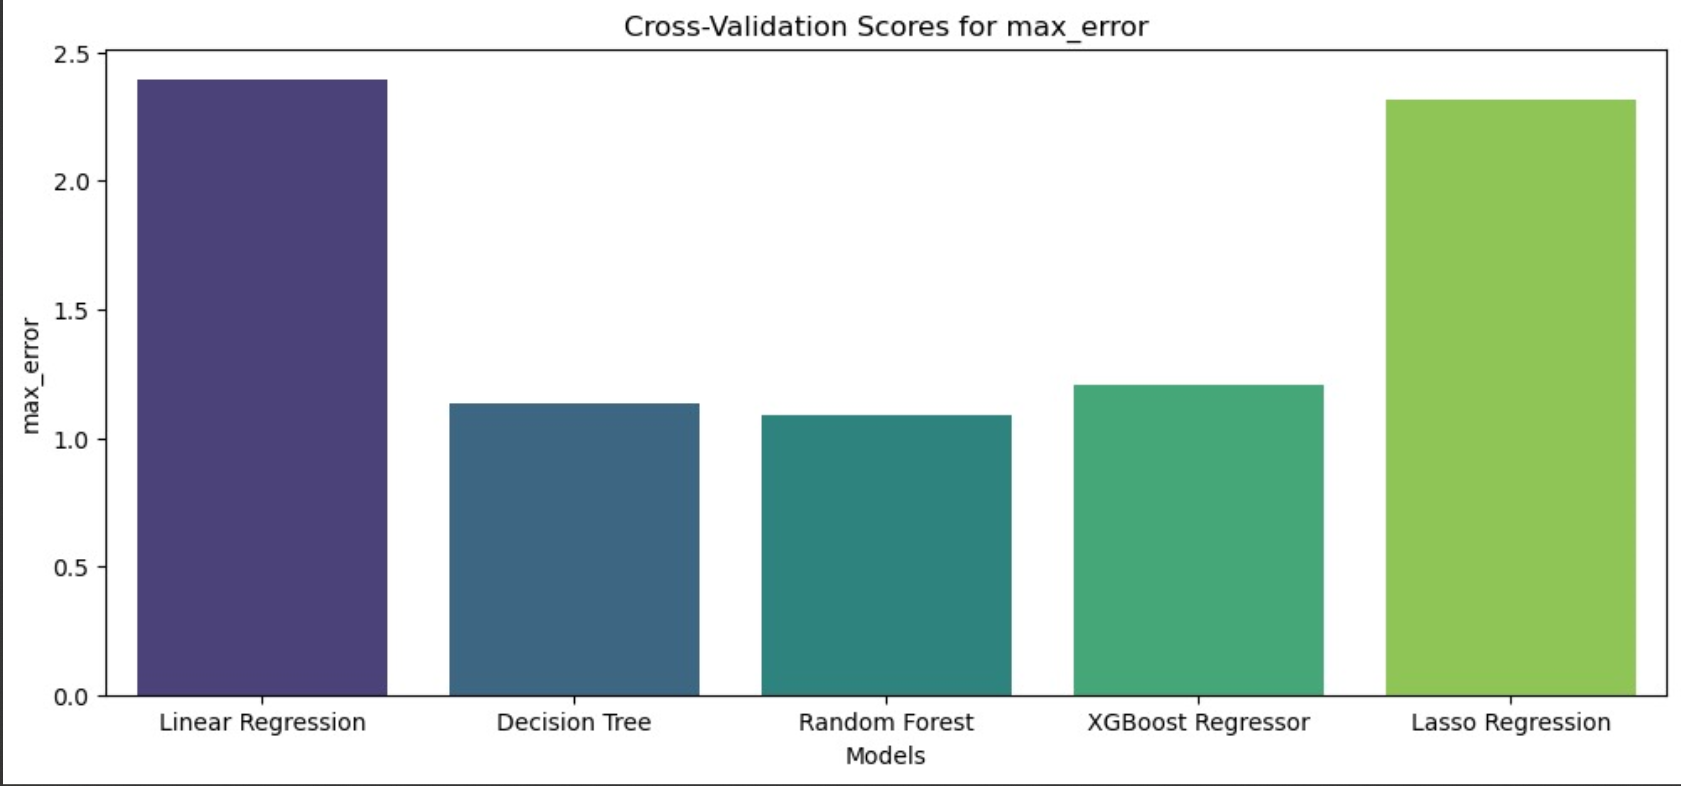 Cross-Validation Scores for max_error
2.5
2.0
1.5
1.0
0.5
0.0
max_error
Linear Regression
Decision Tree
Random Forest
XGBoost Regressor
Lasso Regression
Models